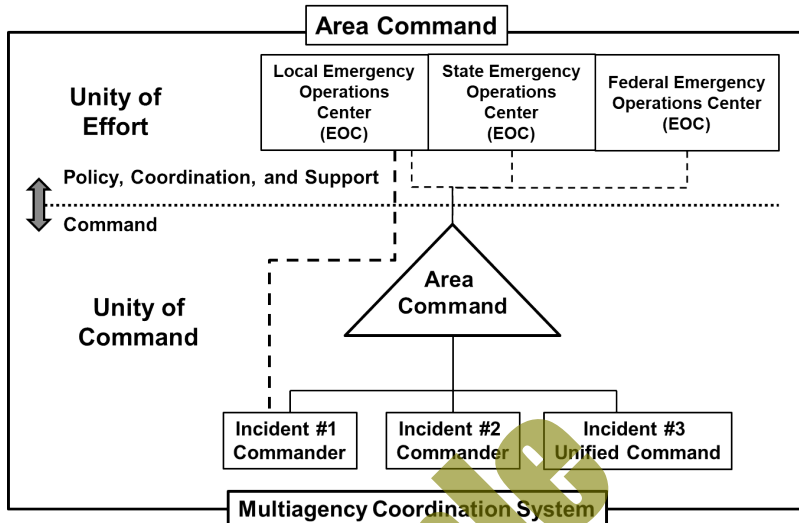 Area Command
Unity of
Effort
Local Emergency
Operations
Center
(EOC)
State Emergency
Operations
Center
(EOC)
Federal Emergency
Operations Center
(EOC)
Policy, Coordination, and Support
Command
Unity of
Command
Area
Command
Incident #1
Commander
Incident #2
Commander
Incident #3
Unified Command
Multiagency Coordination System